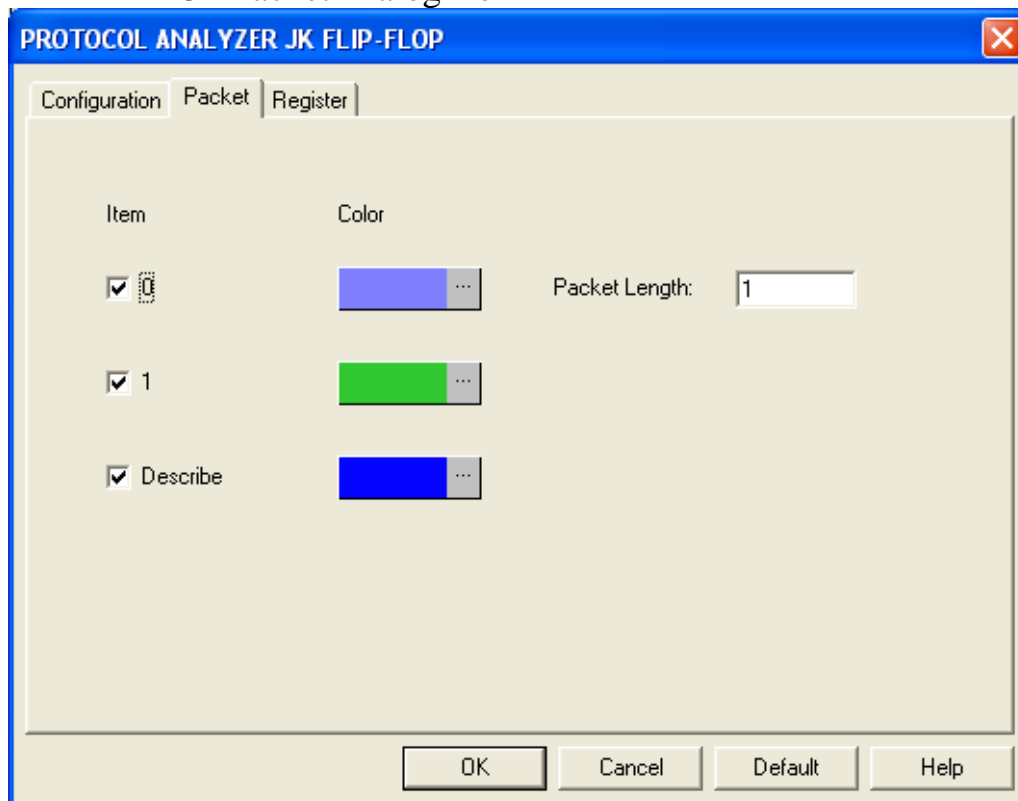 PROTOCOL ANALYZER JK FLIP-FLOP
Configuration Packet Register
Item Color
0 ... Packet Length: 1
1 ...
Describe ...
OK Cancel Default Help